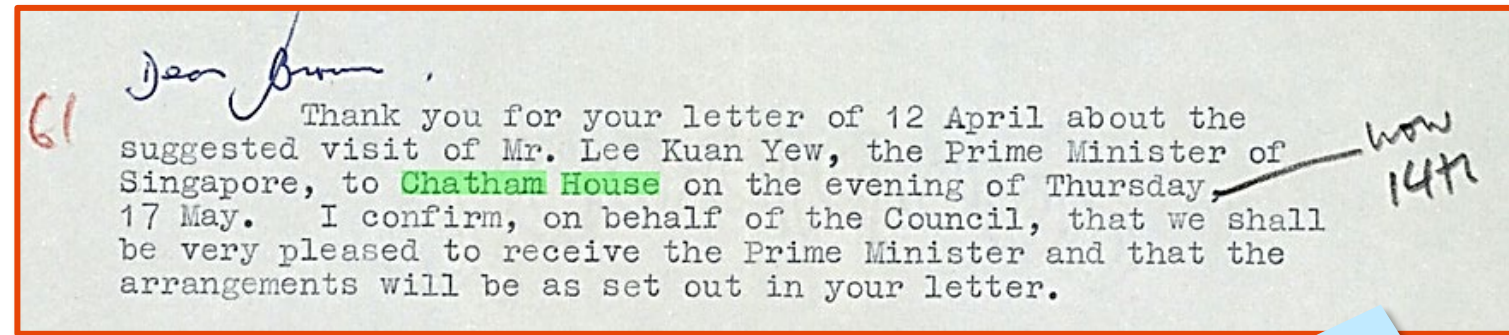 Dear Brown.
61
Thank you for your letter of 12 April about the
suggested visit of Mr. Lee Kuan Yew, the Prime Minister of
Singapore, to Chatham House on the evening of Thursday,
17 May. I confirm, on behalf of the Council, that we shall
be very pleased to receive the Prime Minister and that the
arrangements will be as set out in your letter.
now
14th